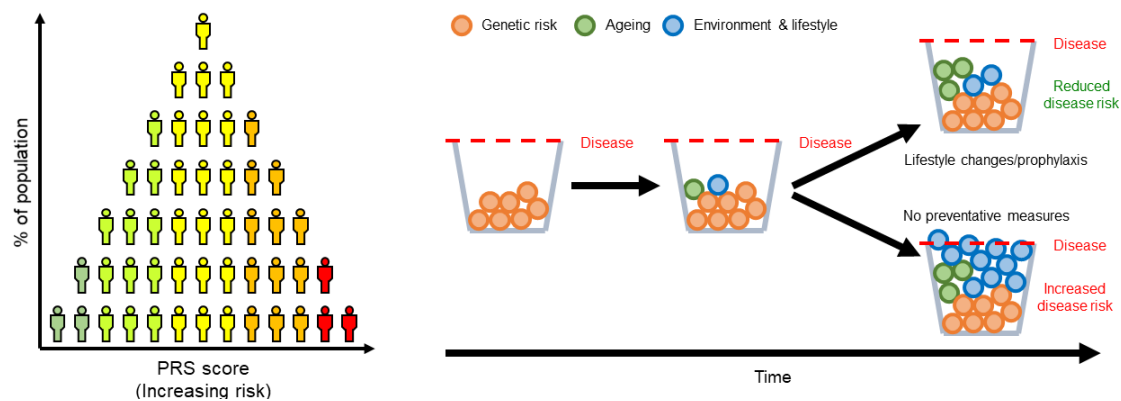 % of population
PRS score
(Increasing risk)
Genetic risk
Ageing
Environment & lifestyle
Disease
Disease
Disease
Reduced
disease risk
Lifestyle changes/prophylaxis
No preventative measures
Disease
Increased
disease risk
Time